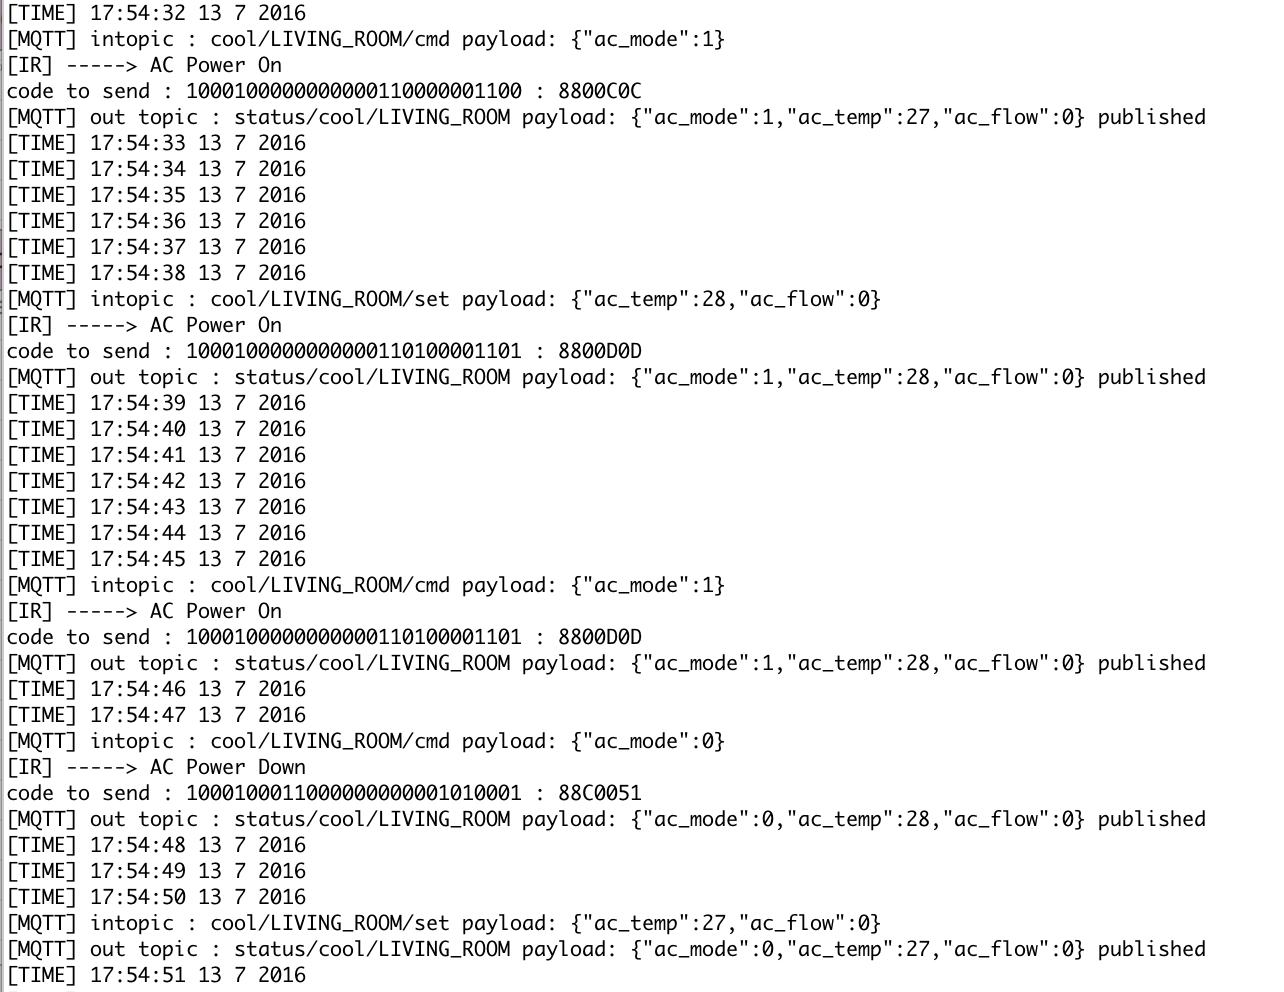 [TIME] 17:54:32 13 7 2016
[MQTT] intopic : cool/LIVING_ROOM/cmd payload: {"ac_mode":1}
[IR] -----> AC Power On
code to send : 1000100000000000110000001100 : 8800C0C
[MQTT] out topic : status/cool/LIVING_ROOM payload: {"ac_mode":1,"ac_temp":27,"ac_flow":0} published
[TIME] 17:54:33 13 7 2016
[TIME] 17:54:34 13 7 2016
[TIME] 17:54:35 13 7 2016
[TIME] 17:54:36 13 7 2016
[TIME] 17:54:37 13 7 2016
[TIME] 17:54:38 13 7 2016
[MQTT] intopic : cool/LIVING_ROOM/set payload: {"ac_temp":28,"ac_flow":0}
[IR] -----> AC Power On
code to send : 1000100000000000110100001101 : 8800D0D
[MQTT] out topic : status/cool/LIVING_ROOM payload: {"ac_mode":1,"ac_temp":28,"ac_flow":0} published
[TIME] 17:54:39 13 7 2016
[TIME] 17:54:40 13 7 2016
[TIME] 17:54:41 13 7 2016
[TIME] 17:54:42 13 7 2016
[TIME] 17:54:43 13 7 2016
[TIME] 17:54:44 13 7 2016
[TIME] 17:54:45 13 7 2016
[MQTT] intopic : cool/LIVING_ROOM/cmd payload: {"ac_mode":1}
[IR] -----> AC Power On
code to send : 1000100000000000110100001101 : 8800D0D
[MQTT] out topic : status/cool/LIVING_ROOM payload: {"ac_mode":1,"ac_temp":28,"ac_flow":0} published
[TIME] 17:54:46 13 7 2016
[TIME] 17:54:47 13 7 2016
[MQTT] intopic : cool/LIVING_ROOM/cmd payload: {"ac_mode":0}
[IR] -----> AC Power Down
code to send : 1000100011000000000001010001 : 88C0051
[MQTT] out topic : status/cool/LIVING_ROOM payload: {"ac_mode":0,"ac_temp":28,"ac_flow":0} published
[TIME] 17:54:48 13 7 2016
[TIME] 17:54:49 13 7 2016
[TIME] 17:54:50 13 7 2016
[MQTT] intopic : cool/LIVING_ROOM/set payload: {"ac_temp":27,"ac_flow":0}
[MQTT] out topic : status/cool/LIVING_ROOM payload: {"ac_mode":0,"ac_temp":27,"ac_flow":0} published
[TIME] 17:54:51 13 7 2016